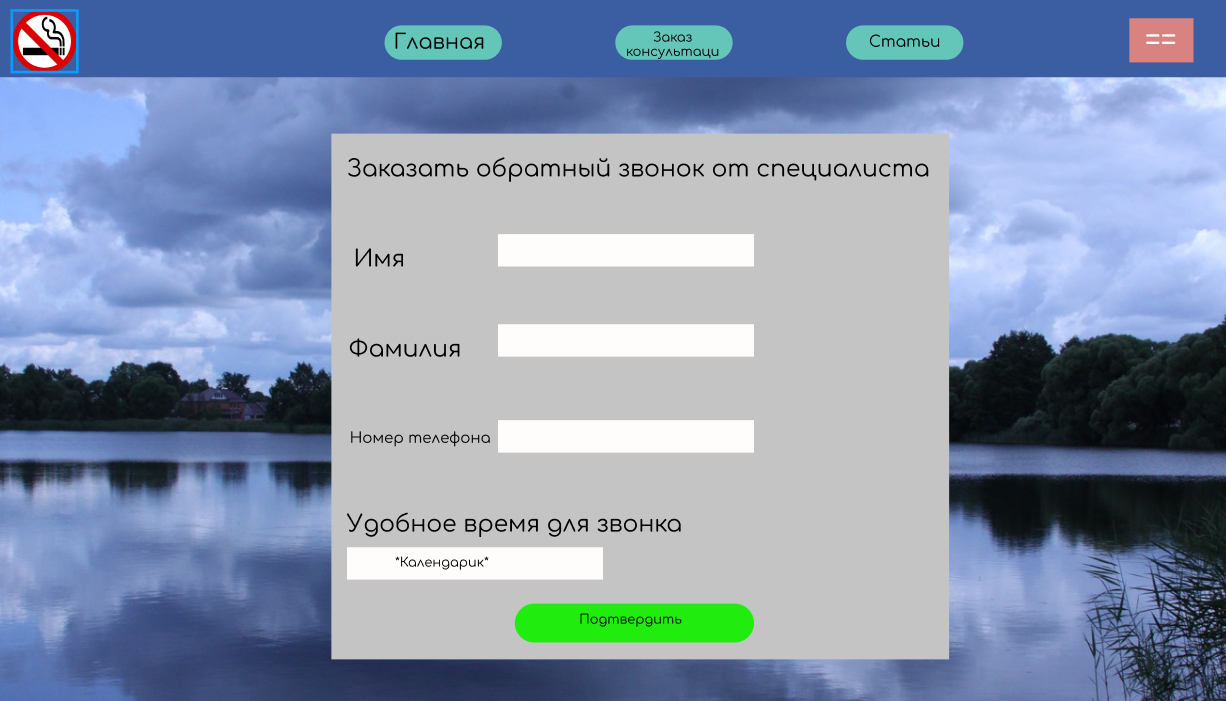 Главная
Заказ
консультаци
Статьи
==
Заказать обратный звонок от специалиста
Имя
Фамилия
Номер телефона
Удобное время для звонка
*Календарик*
Подтвердить